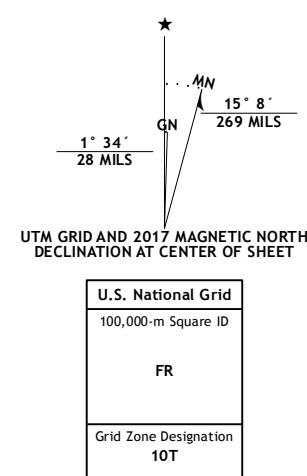 ★
MN
GN
15° 8´
269 MILS
1° 34´
28 MILS
UTM GRID AND 2017 MAGNETIC NORTH
DECLINATION AT CENTER OF SHEET
U.S. National Grid
100,000-m Square ID
FR
Grid Zone Designation
10T